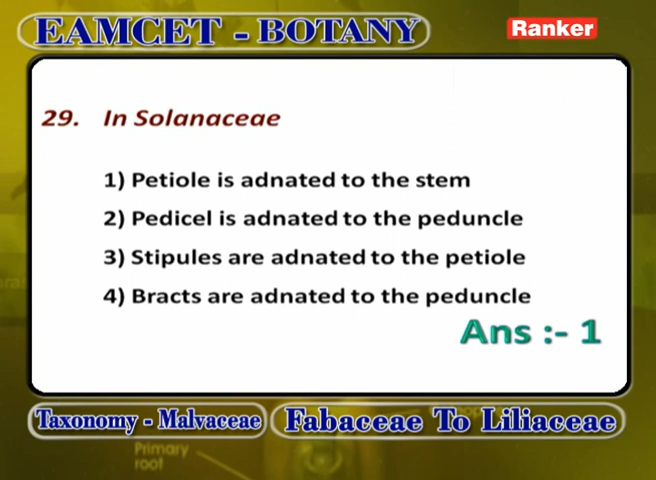 EAMCET - BOTANY
Ranker
29. In Solanaceae
1) Petiole is adnated to the stem
2) Pedicel is adnated to the peduncle
3) Stipules are adnated to the petiole
4) Bracts are adnated to the peduncle
Ans :- 1
Taxonomy - Malvaceae
Fabaceae To Liliaceae
Primary
root